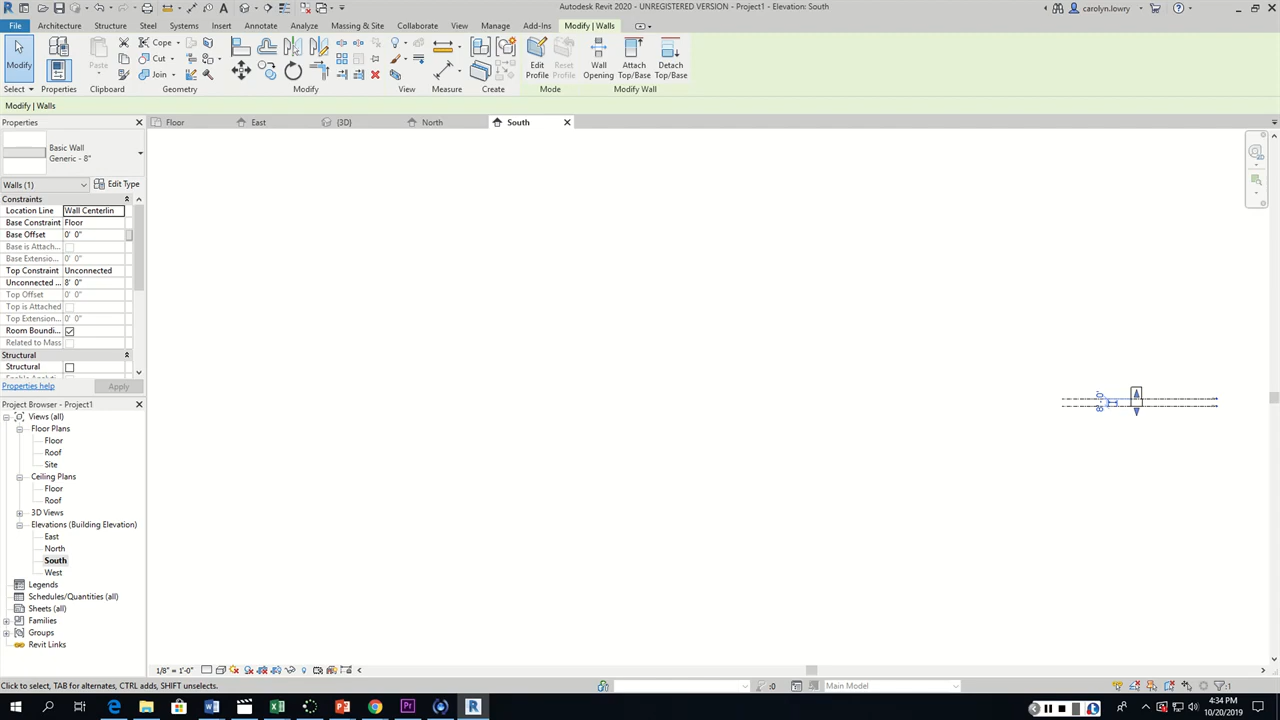 Autodesk Revit 2020 - UNREGISTERED VERSION - Project1 - Elevation: South
carolyn.lowry
File Architecture Structure Steel Systems Insert Annotate Analyze Massing & Site Collaborate View Manage Add-Ins Modify | Walls
Modify
Properties
Paste
Cope
Cut
Join
Edit Profile
Reset Profile
Wall Opening
Attach Top/Base
Detach Top/Base
Select Properties Clipboard Geometry Modify View Measure Create Mode Modify Wall
Modify | Walls
Properties
Floor East {3D} North South
Basic Wall
Generic - 8"
Walls (1) Edit Type
Constraints
Location Line Wall Centerlin
Base Constraint Floor
Base Offset 0' 0"
Base is Attach...
Base Extension... 0' 0"
Top Constraint Unconnected
Unconnected ... 8' 0"
Top Offset 0' 0"
Top is Attached
Top Extension... 0' 0"
Room Boundi...
Related to Mass
Structural
Structural
Properties help Apply
8' - 0"
Project Browser - Project1
Views (all)
Floor Plans
Floor
Roof
Site
Ceiling Plans
Floor
Roof
3D Views
Elevations (Building Elevation)
East
North
South
West
Legends
Schedules/Quantities (all)
Sheets (all)
Families
Groups
Revit Links
1/8" = 1'-0"
Click to select, TAB for alternates, CTRL adds, SHIFT unselects.
:0 Main Model :1
4:34 PM
10/20/2019